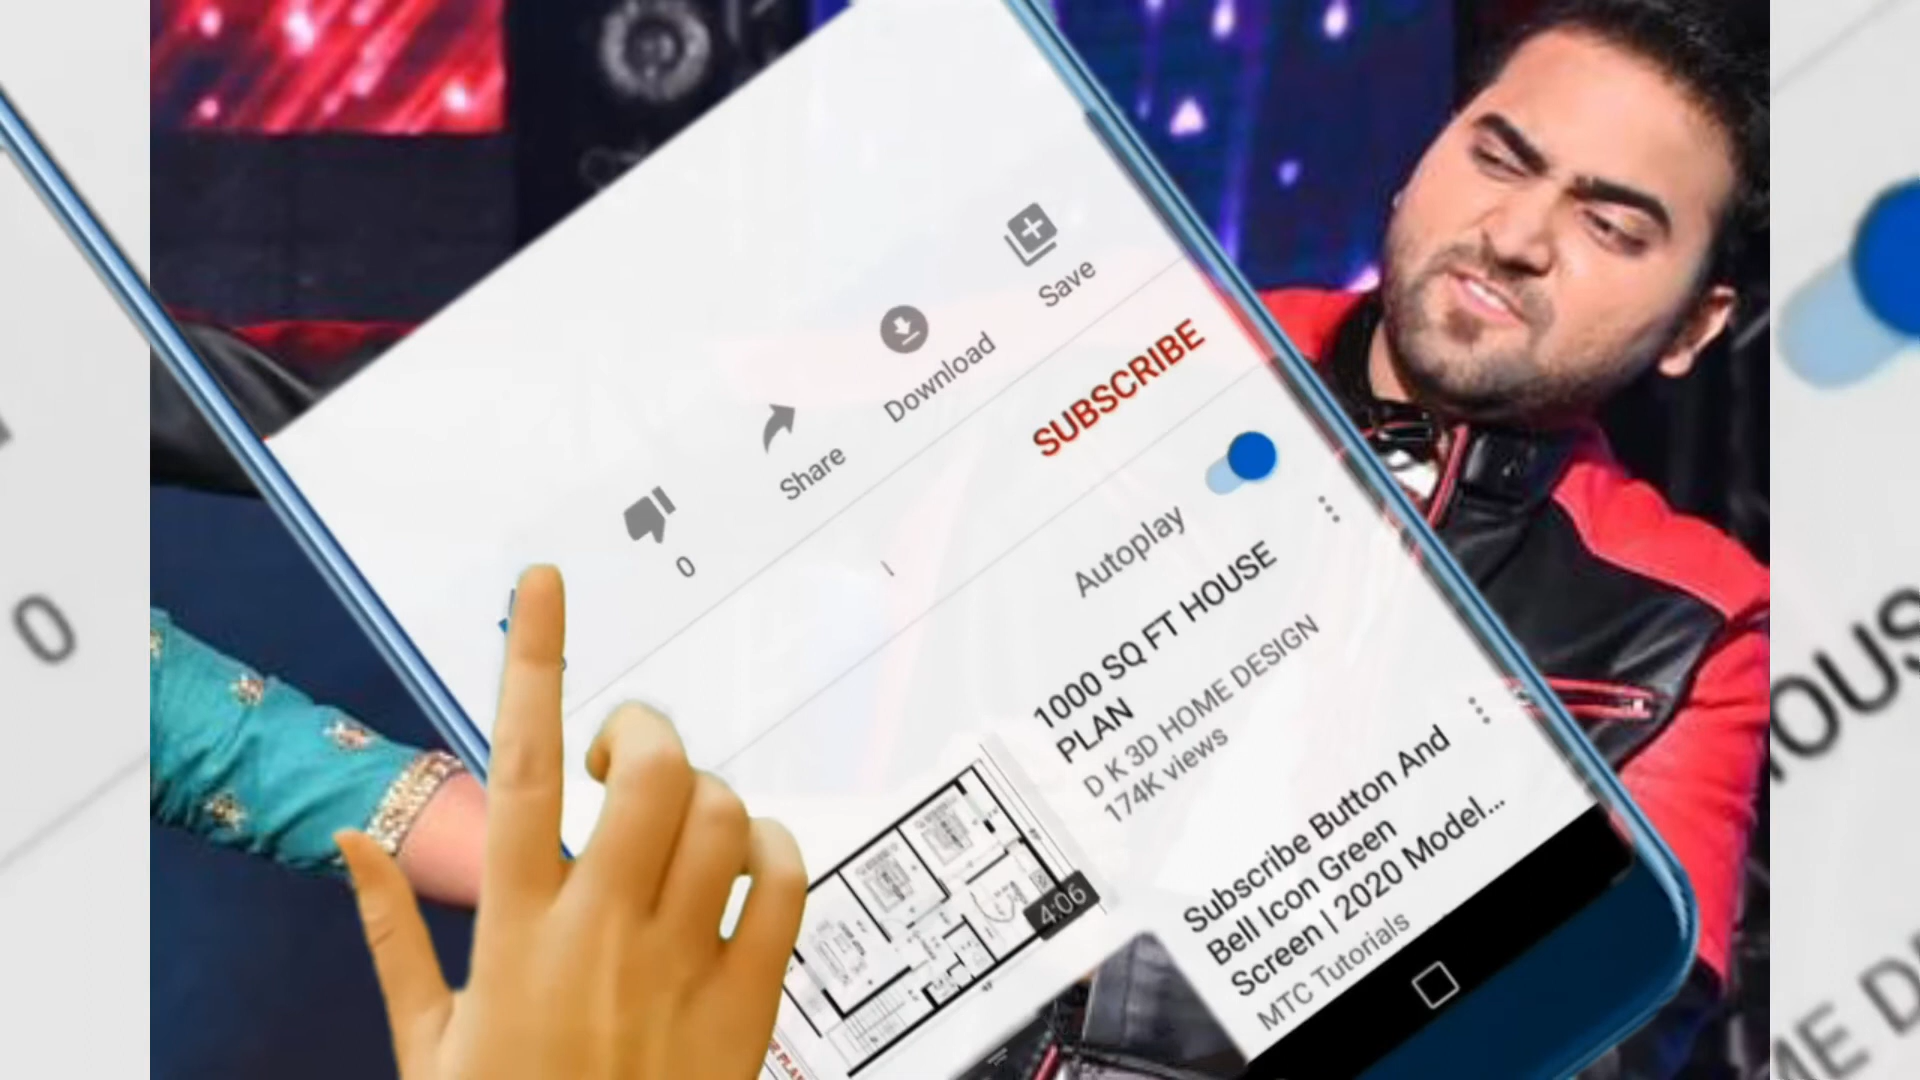 Save
Download
Share
0
SUBSCRIBE
Autoplay
1000 SQ FT HOUSE
PLAN
D K 3D HOME DESIGN
174K views
4:06
Subscribe Button And
Bell Icon Green
Screen | 2020 Model...
MTC Tutorials
0